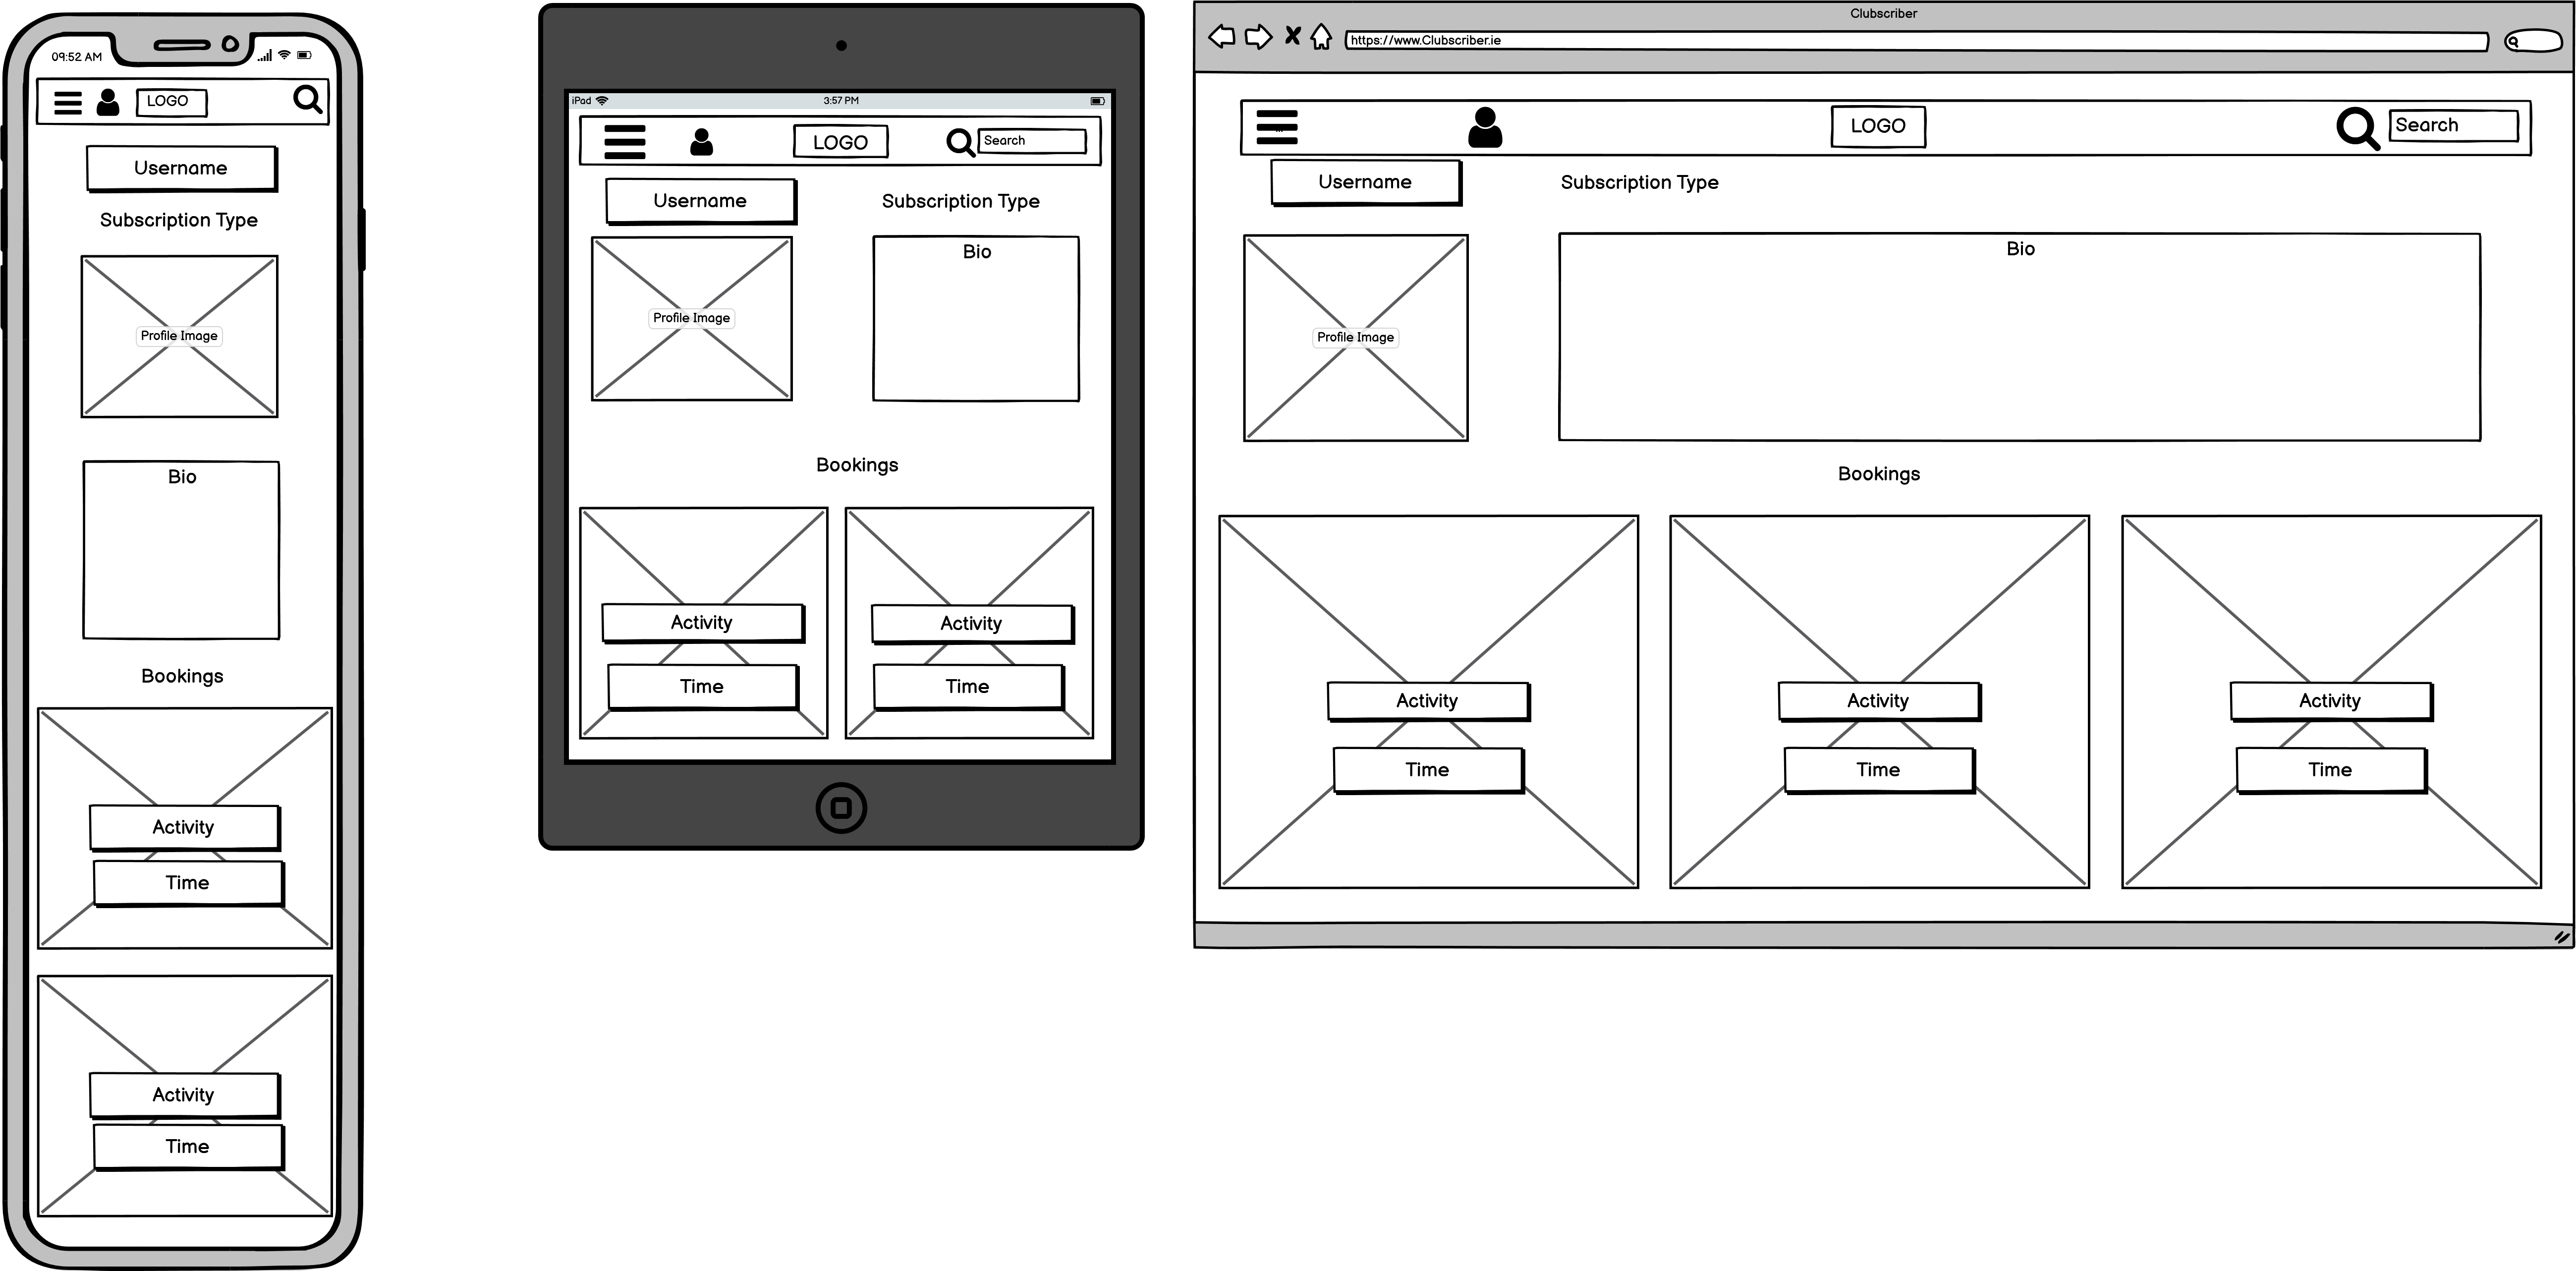 09:52 AM
LOGO
Username
Subscription Type
Profile Image
Bio
Bookings
Activity
Time
Activity
Time
iPad
3:57 PM
LOGO
Search
Username
Subscription Type
Profile Image
Bio
Bookings
Activity
Activity
Time
Time
Clubscriber
https://www.Clubscriber.ie
LOGO
Search
Username
Subscription Type
Profile Image
Bio
Bookings
Activity
Activity
Activity
Time
Time
Time